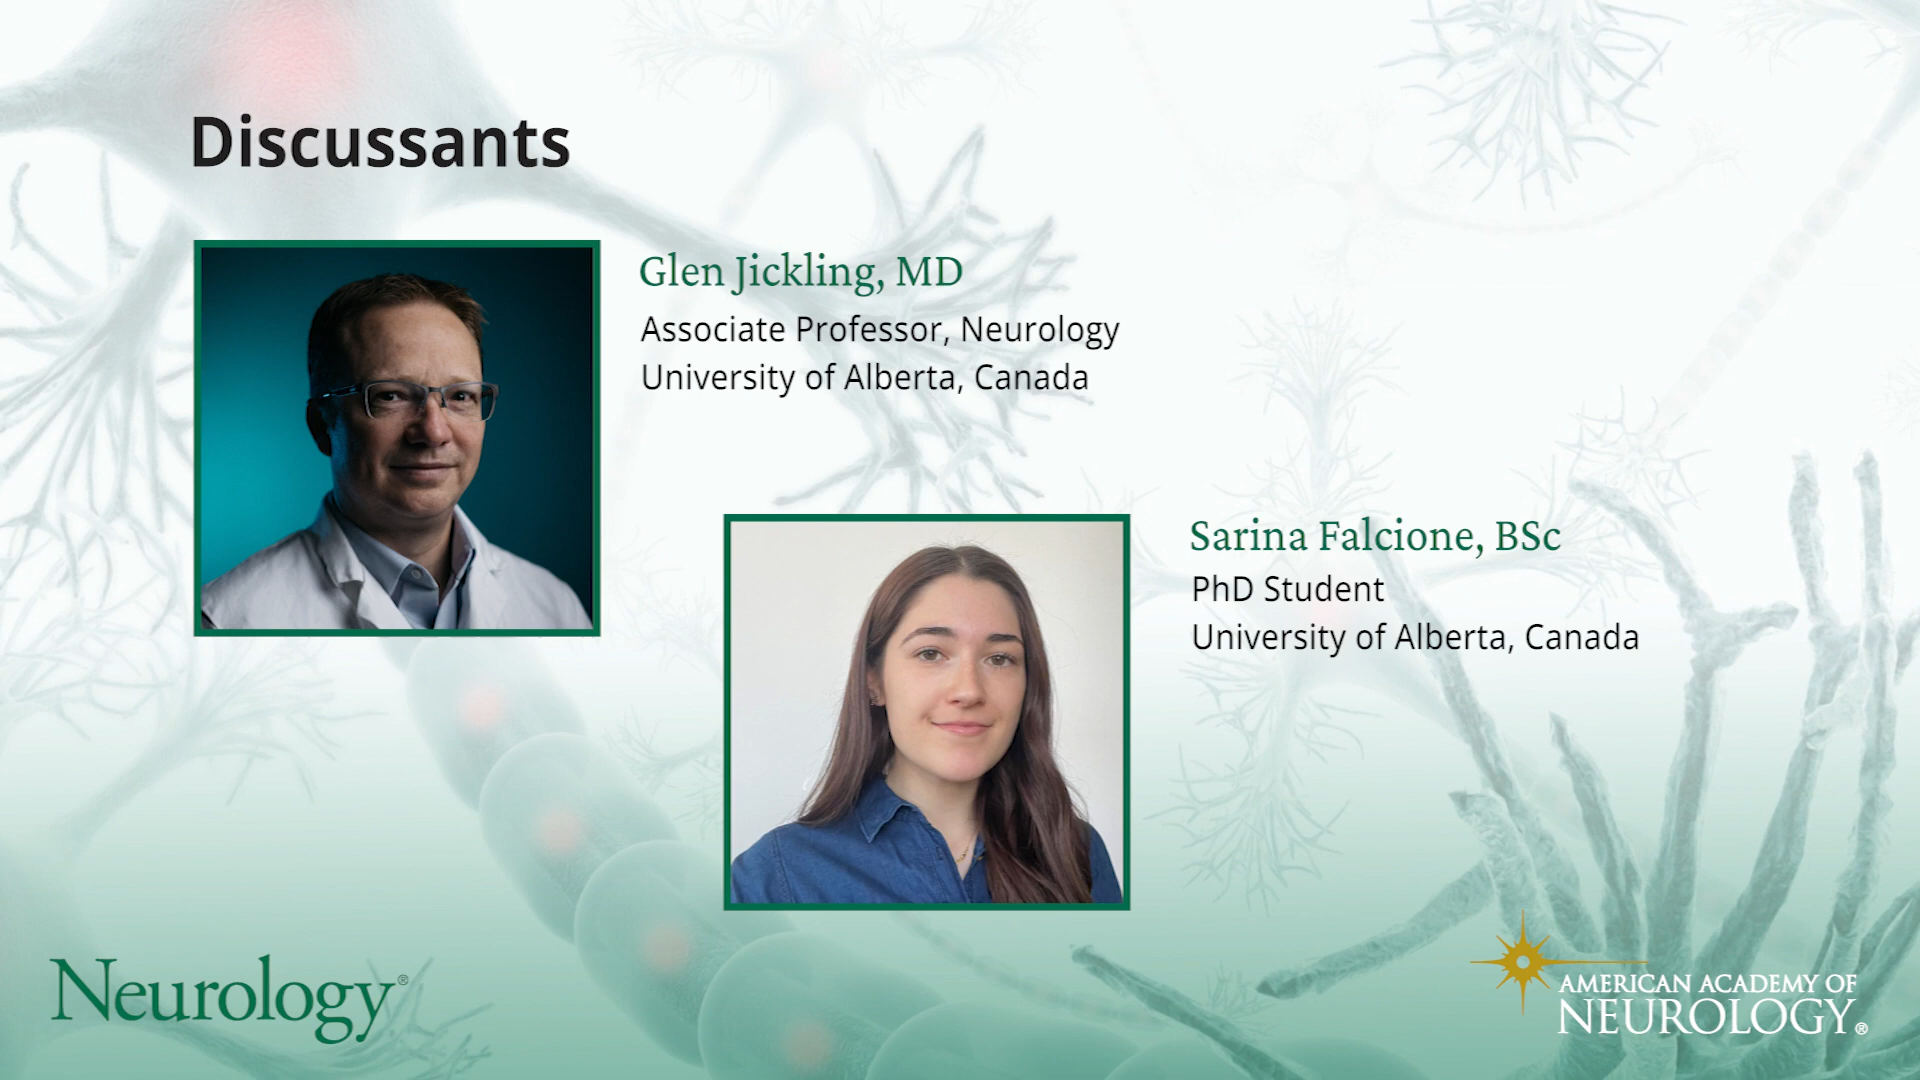 Discussants
Glen Jickling, MD
Associate Professor, Neurology
University of Alberta, Canada
Sarina Falcione, BSc
PhD Student
University of Alberta, Canada
Neurology®
AMERICAN ACADEMY OF
NEUROLOGY®